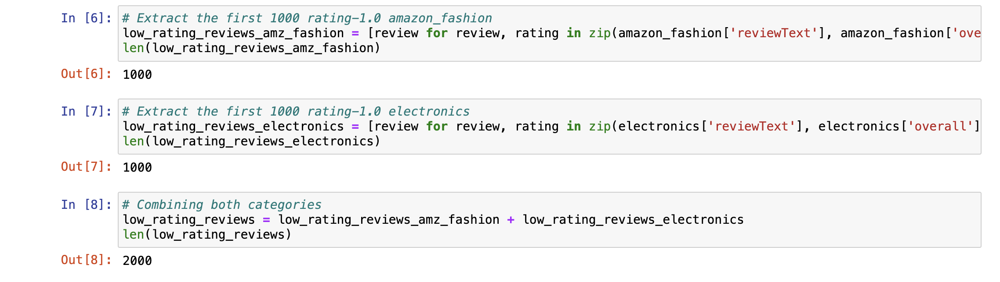 In [6]: # Extract the first 1000 rating-1.0 amazon_fashion
low_rating_reviews_amz_fashion = [review for review, rating in zip(amazon_fashion['reviewText'], amazon_fashion['ove
len(low_rating_reviews_amz_fashion)
Out[6]: 1000
In [7]: # Extract the first 1000 rating-1.0 electronics
low_rating_reviews_electronics = [review for review, rating in zip(electronics['reviewText'], electronics['overall']
len(low_rating_reviews_electronics)
Out[7]: 1000
In [8]: # Combining both categories
low_rating_reviews = low_rating_reviews_amz_fashion + low_rating_reviews_electronics
len(low_rating_reviews)
Out[8]: 2000